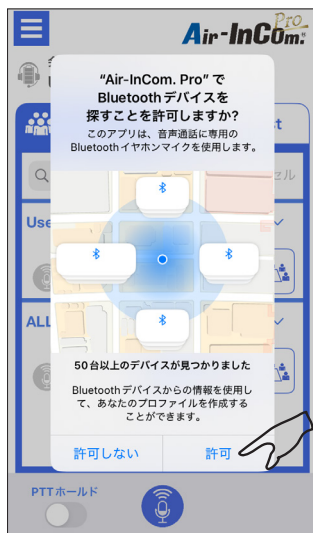 Air-InCom.
Pro
“Air-InCom. Pro”で
Bluetoothデバイスを
探すことを許可しますか?
このアプリは、音声通話に専用の
Bluetoothイヤホンマイクを使用します。
Use
ALL
50台以上のデバイスが見つかりました
Bluetoothデバイスからの情報を使用し
て、あなたのプロファイルを作成する
ことができます。
許可しない
許可
PTTホールド